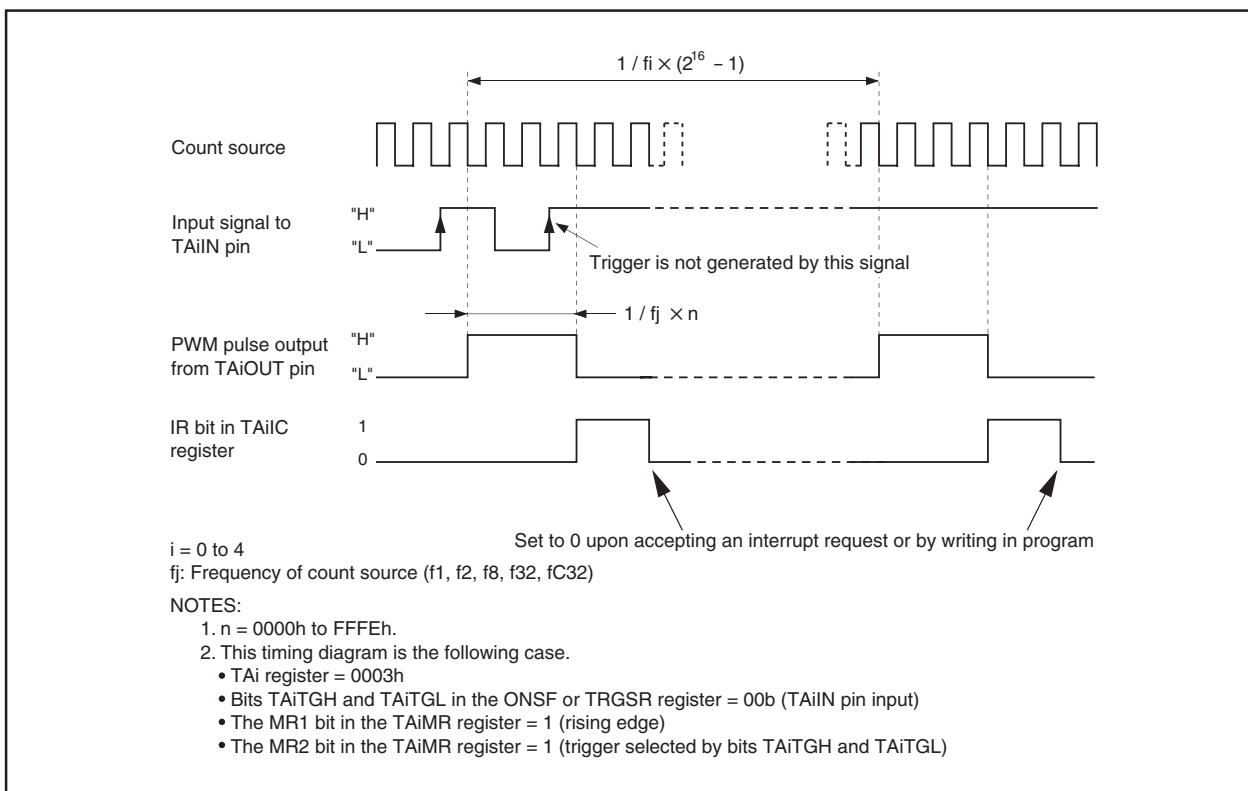 1 / fi × (2^16 – 1)
Count source
Input signal to
TAiIN pin
"H"
"L"
Trigger is not generated by this signal
1 / fj × n
PWM pulse output
from TAiOUT pin
"H"
"L"
IR bit in TAiIC
register
1
0
Set to 0 upon accepting an interrupt request or by writing in program
i = 0 to 4
fj: Frequency of count source (f1, f2, f8, f32, fC32)
NOTES:
1. n = 0000h to FFFEh.
2. This timing diagram is the following case.
• TAi register = 0003h
• Bits TAiTGH and TAiTGL in the ONSF or TRGSR register = 00b (TAiIN pin input)
• The MR1 bit in the TAiMR register = 1 (rising edge)
• The MR2 bit in the TAiMR register = 1 (trigger selected by bits TAiTGH and TAiTGL)